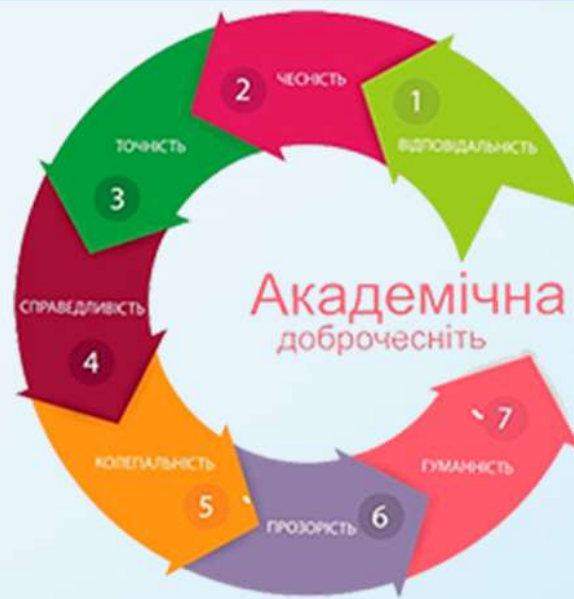 1
ВІДПОВІДАЛЬНІСТЬ
2
ЧЕСНІСТЬ
ТОЧНІСТЬ
3
СПРАВЕДЛИВІСТЬ
4
КОЛЕГІАЛЬНІСТЬ
5
ПРОЗОРІСТЬ
6
7
ГУМАННІСТЬ
Академічна
доброчесніть